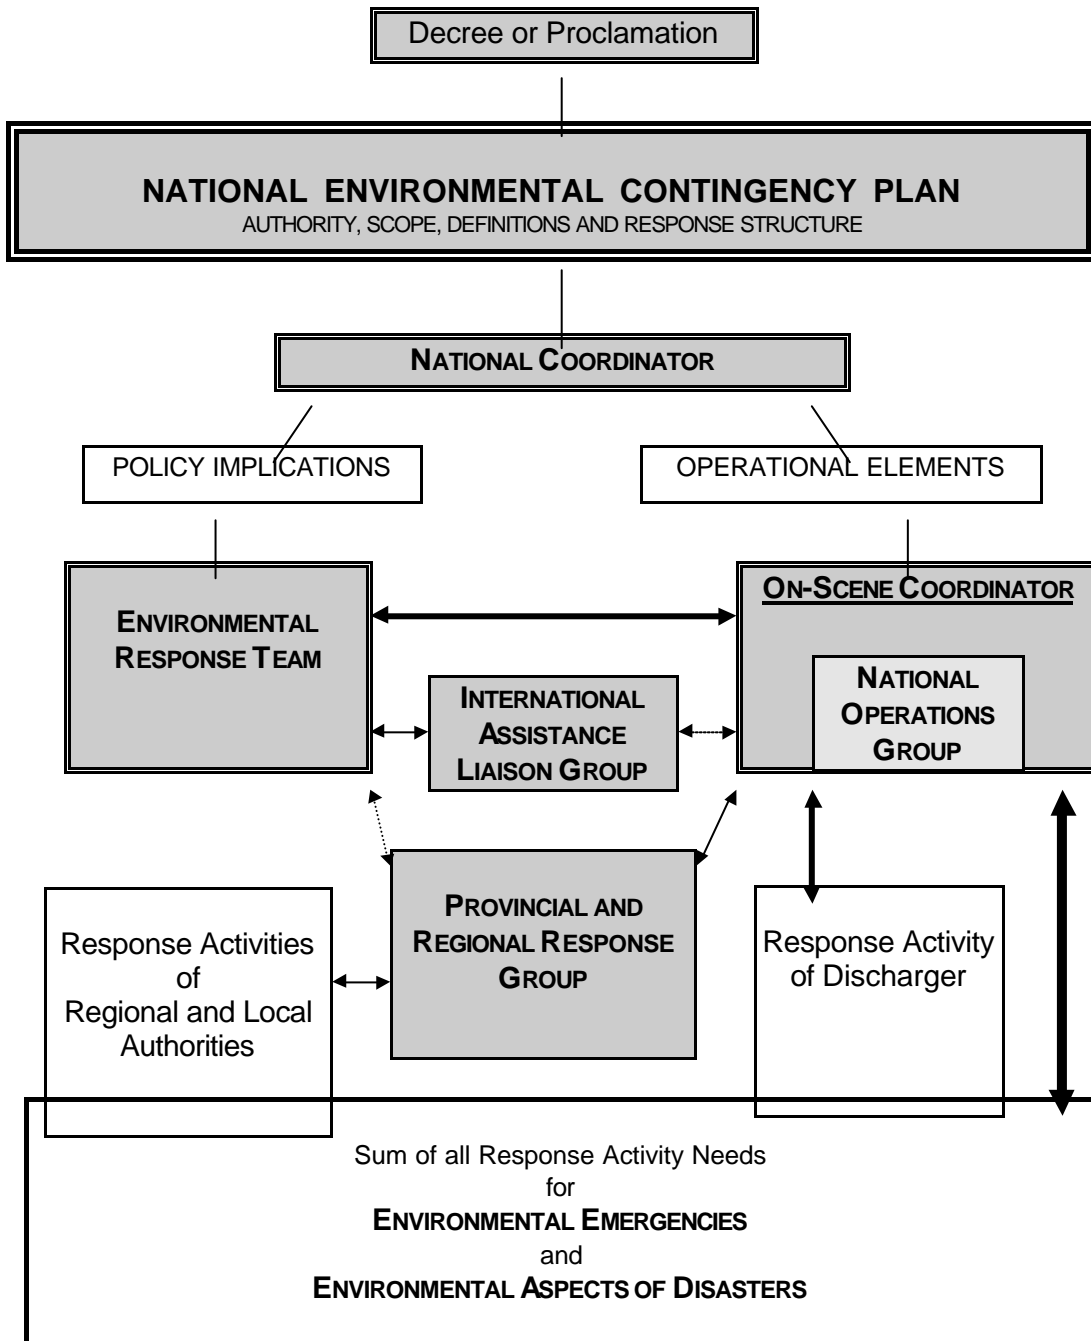 Decree or Proclamation
NATIONAL ENVIRONMENTAL CONTINGENCY PLAN
AUTHORITY, SCOPE, DEFINITIONS AND RESPONSE STRUCTURE
NATIONAL COORDINATOR
POLICY IMPLICATIONS
OPERATIONAL ELEMENTS
ENVIRONMENTAL
RESPONSE TEAM
ON-SCENE COORDINATOR
NATIONAL
OPERATIONS
GROUP
INTERNATIONAL
ASSISTANCE
LIAISON GROUP
PROVINCIAL AND
REGIONAL RESPONSE
GROUP
Response Activities
of
Regional and Local
Authorities
Response Activity
of Discharger
Sum of all Response Activity Needs
for
ENVIRONMENTAL EMERGENCIES
and
ENVIRONMENTAL ASPECTS OF DISASTERS